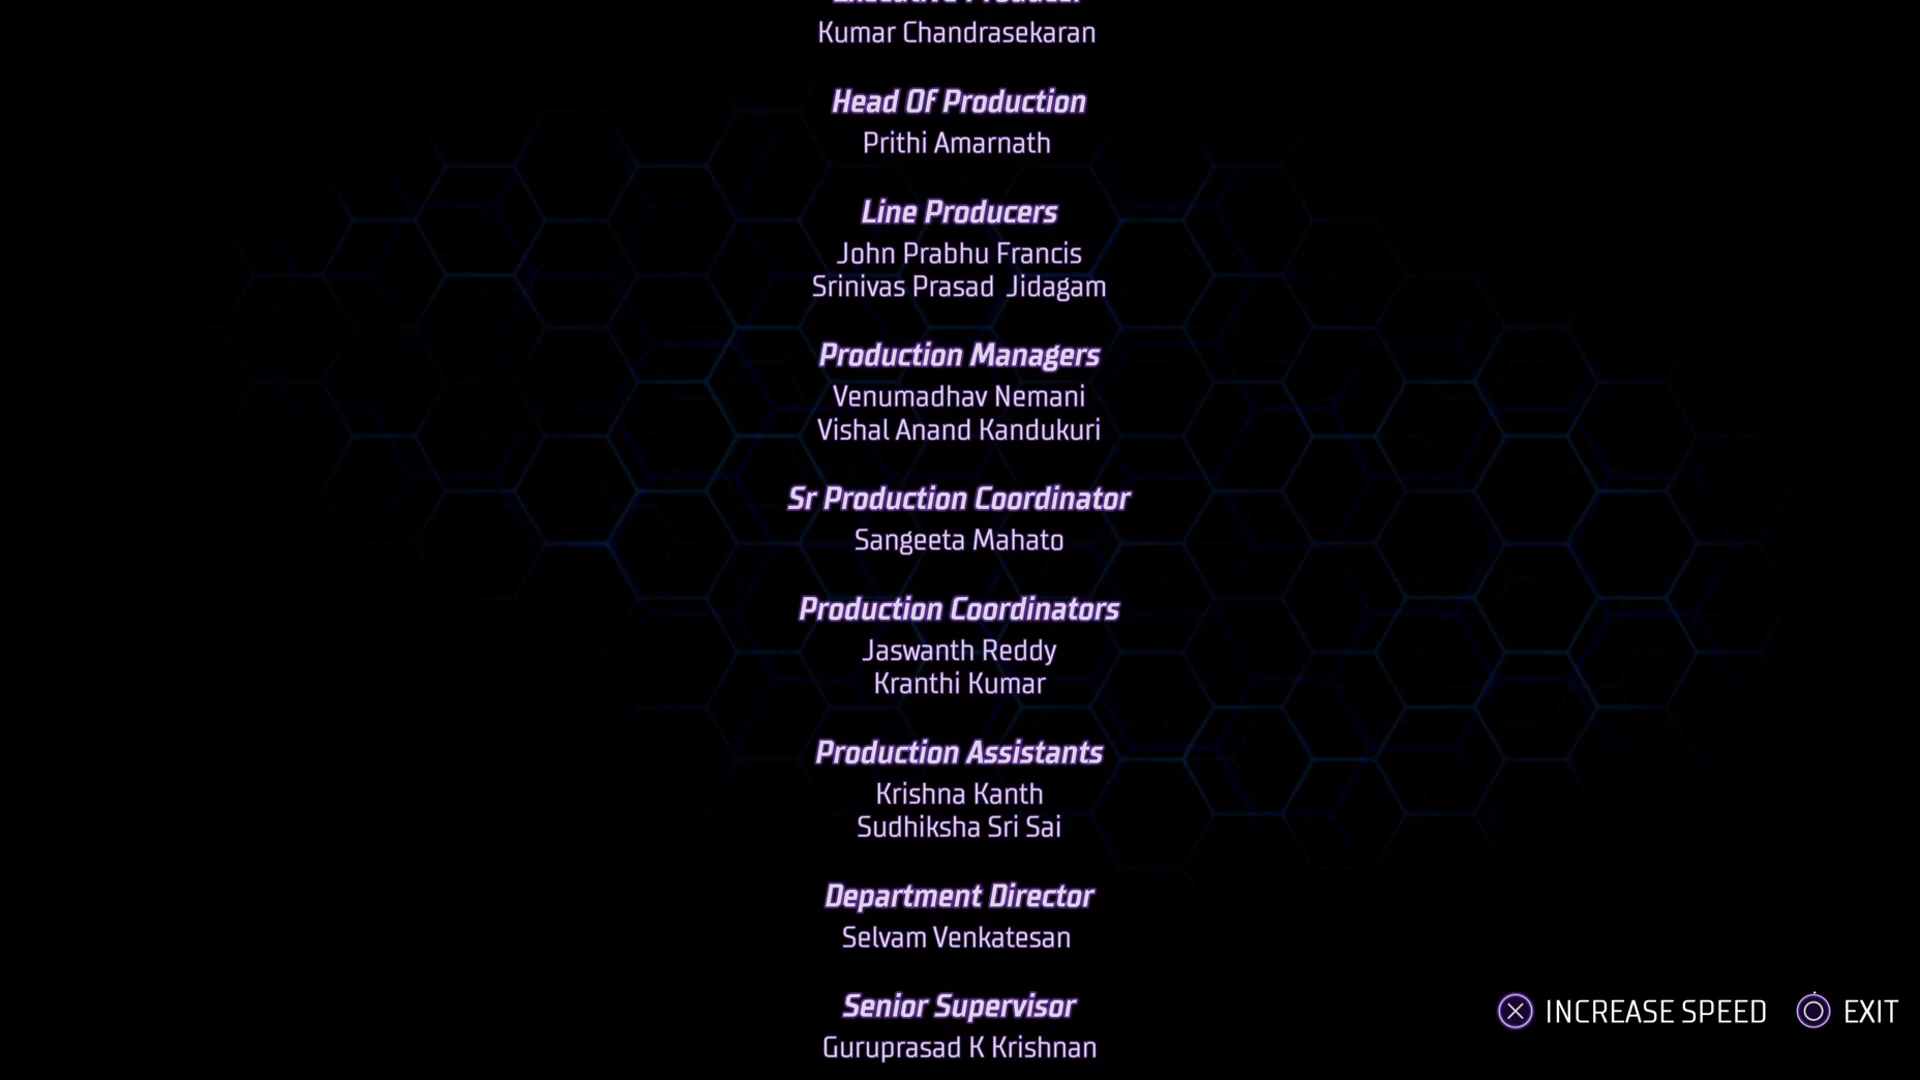 Executive Producer
Kumar Chandrasekaran
Head Of Production
Prithi Amarnath
Line Producers
John Prabhu Francis
Srinivas Prasad  Jidagam
Production Managers
Venumadhav Nemani
Vishal Anand Kandukuri
Sr Production Coordinator
Sangeeta Mahato
Production Coordinators
Jaswanth Reddy
Kranthi Kumar
Production Assistants
Krishna Kanth
Sudhiksha Sri Sai
Department Director
Selvam Venkatesan
Senior Supervisor
Guruprasad K Krishnan
INCREASE SPEED
EXIT